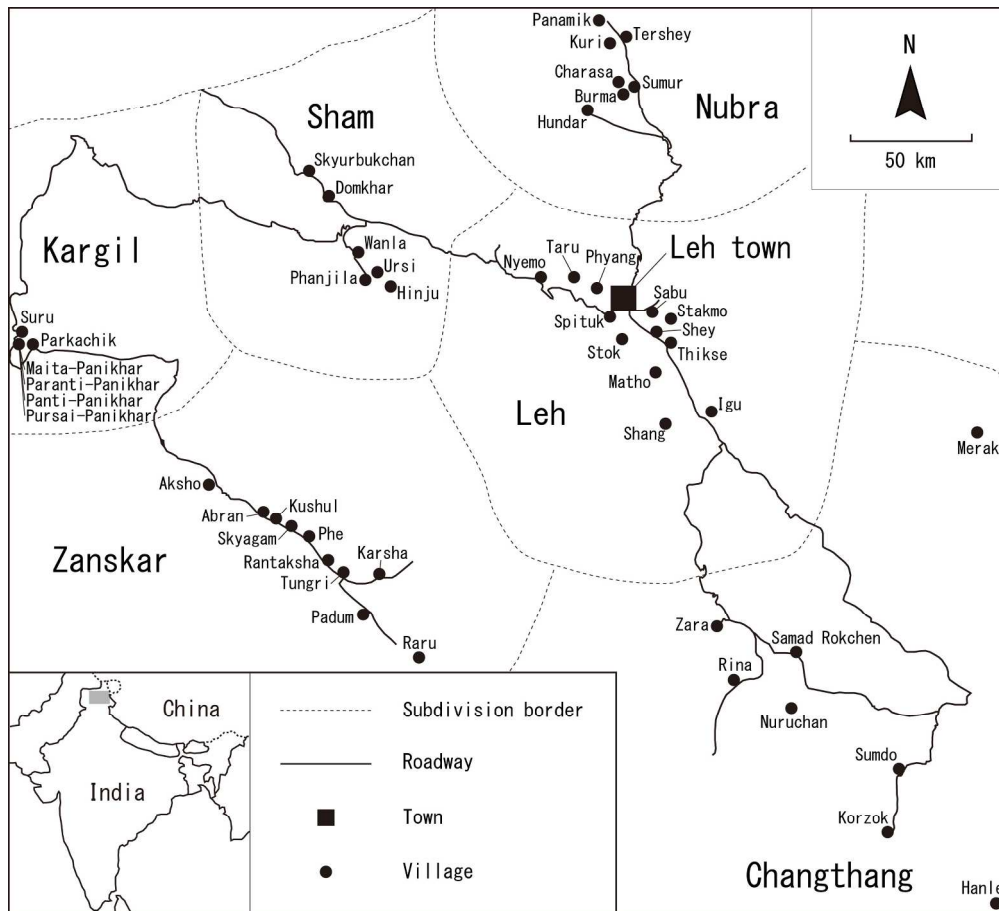 Panamik
Tershey
Kuri
Charasa
Sumur
Burma
Hundar
Nubra
N
50 km
Sham
Skyurbukchan
Domkhar
Kargil
Wanla
Ursi
Phanjila
Hinju
Nyemo
Taru
Phyang
Leh town
Sabu
Stakmo
Spituk
Shey
Stok
Thikse
Matho
Leh
Igu
Shang
Merak
Suru
Parkachik
Maita-Panikhar
Paranti-Panikhar
Panti-Panikhar
Pursai-Panikhar
Aksho
Abran
Kushul
Skyagam
Phe
Zanskar
Rantaksha
Karsha
Tungri
Padum
Raru
Zara
Samad Rokchen
Rina
Nuruchan
Sumdo
Korzok
Changthang
Hanle
China
India
Subdivision border
Roadway
Town
Village